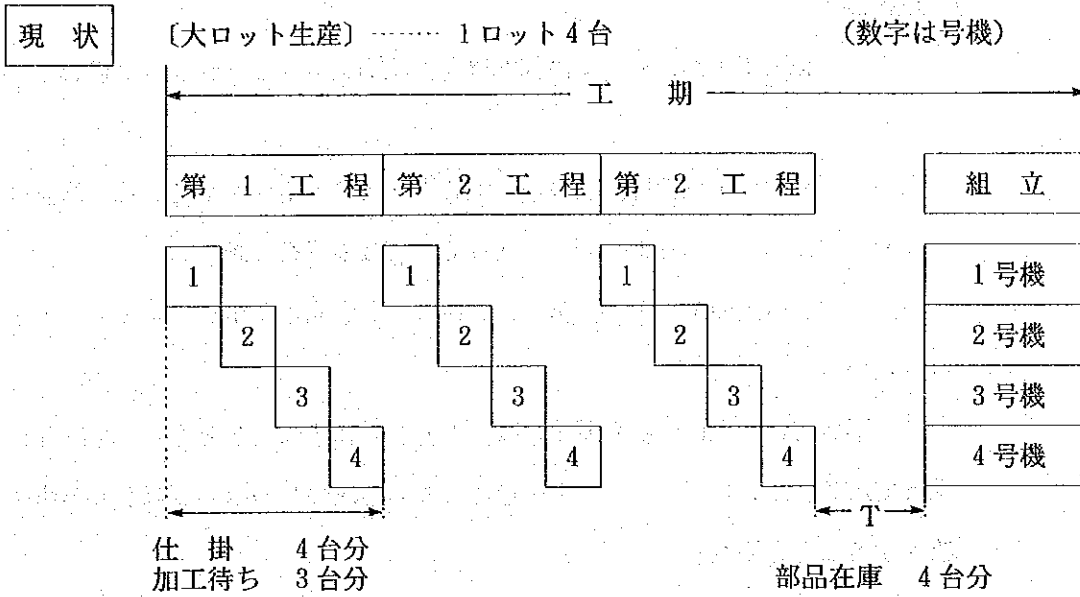 現状 〔大ロット生産〕…… 1ロット4台 (数字は号機)
工期
第1工程 第2工程 第2工程 組立
1 1 1 1号機
2 2 2 2号機
3 3 3 3号機
4 4 4 4号機
T
仕掛 4台分
加工待ち 3台分 部品在庫 4台分